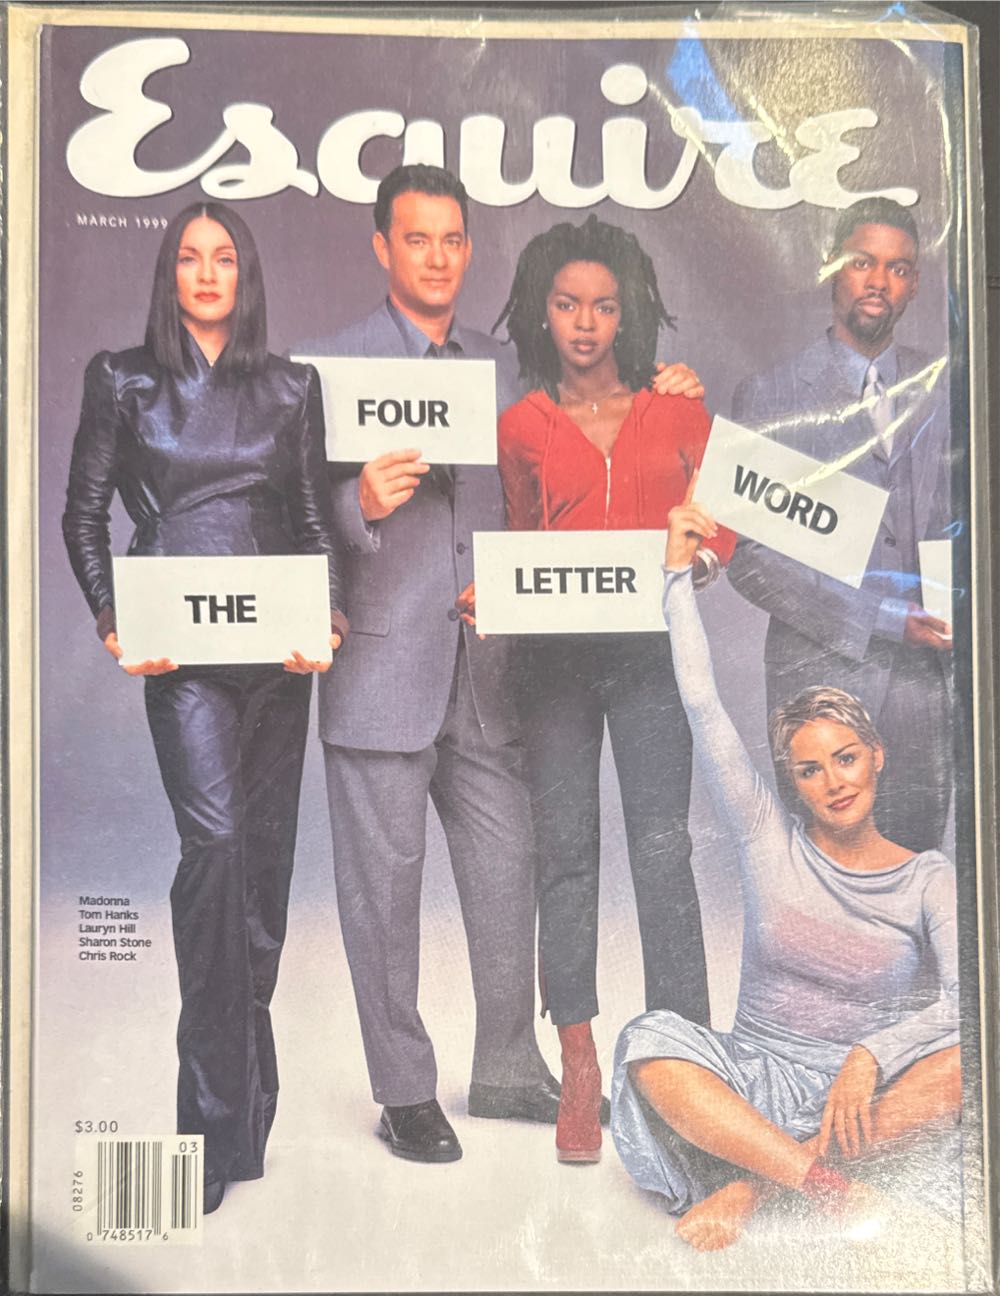 Esquire
MARCH 1999
THE
FOUR
LETTER
WORD
Madonna
Tom Hanks
Lauryn Hill
Sharon Stone
Chris Rock
$3.00
03
08276
0 748517 6